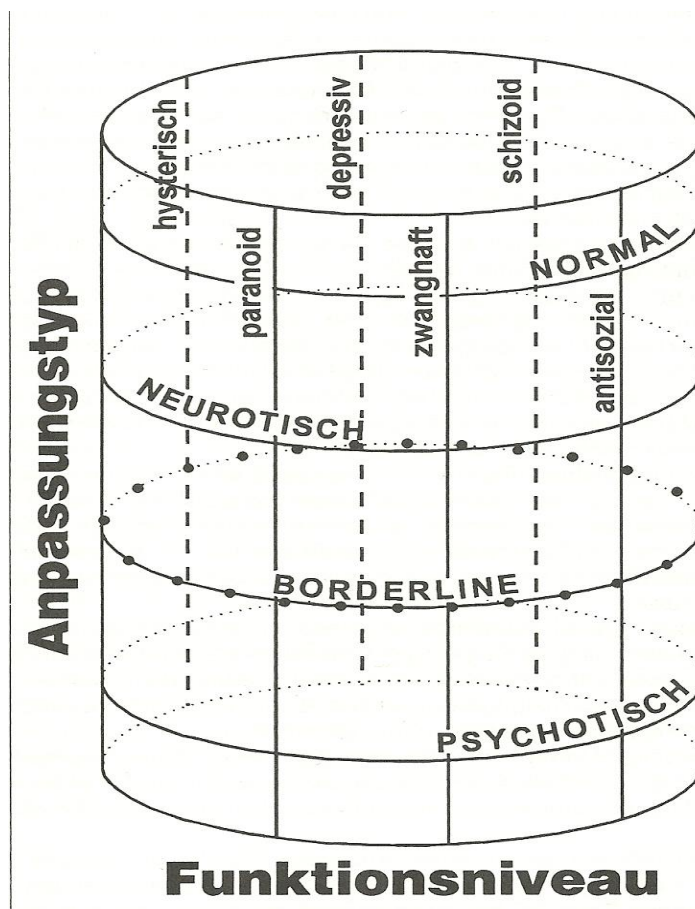 hysterisch
depressiv
schizoid
paranoid
zwanghaft
NORMAL
antisozial
NEUROTISCH
BORDERLINE
PSYCHOTISCH
Anpassungstyp
Funktionsniveau